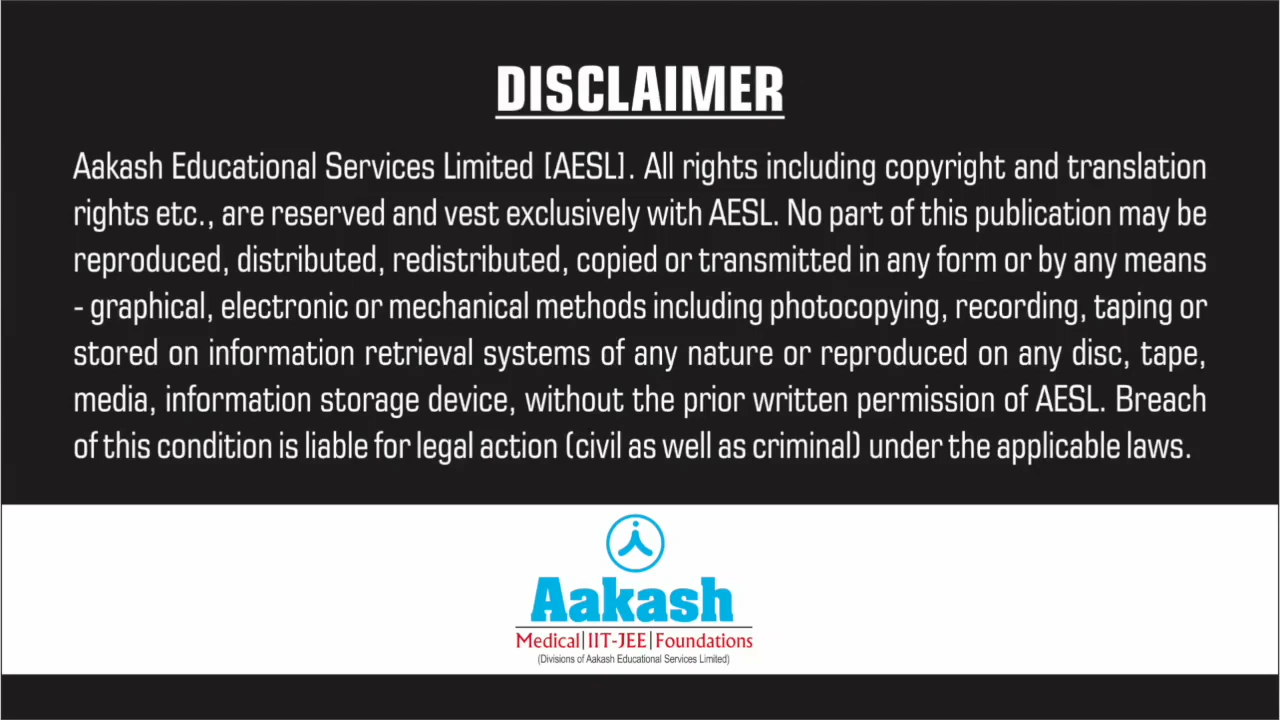 DISCLAIMER
Aakash Educational Services Limited [AESL]. All rights including copyright and translation
rights etc., are reserved and vest exclusively with AESL. No part of this publication may be
reproduced, distributed, redistributed, copied or transmitted in any form or by any means
- graphical, electronic or mechanical methods including photocopying, recording, taping or
stored on information retrieval systems of any nature or reproduced on any disc, tape,
media, information storage device, without the prior written permission of AESL. Breach
of this condition is liable for legal action (civil as well as criminal) under the applicable laws.
Aakash
Medical|IIT-JEE|Foundations
(Divisions of Aakash Educational Services Limited)